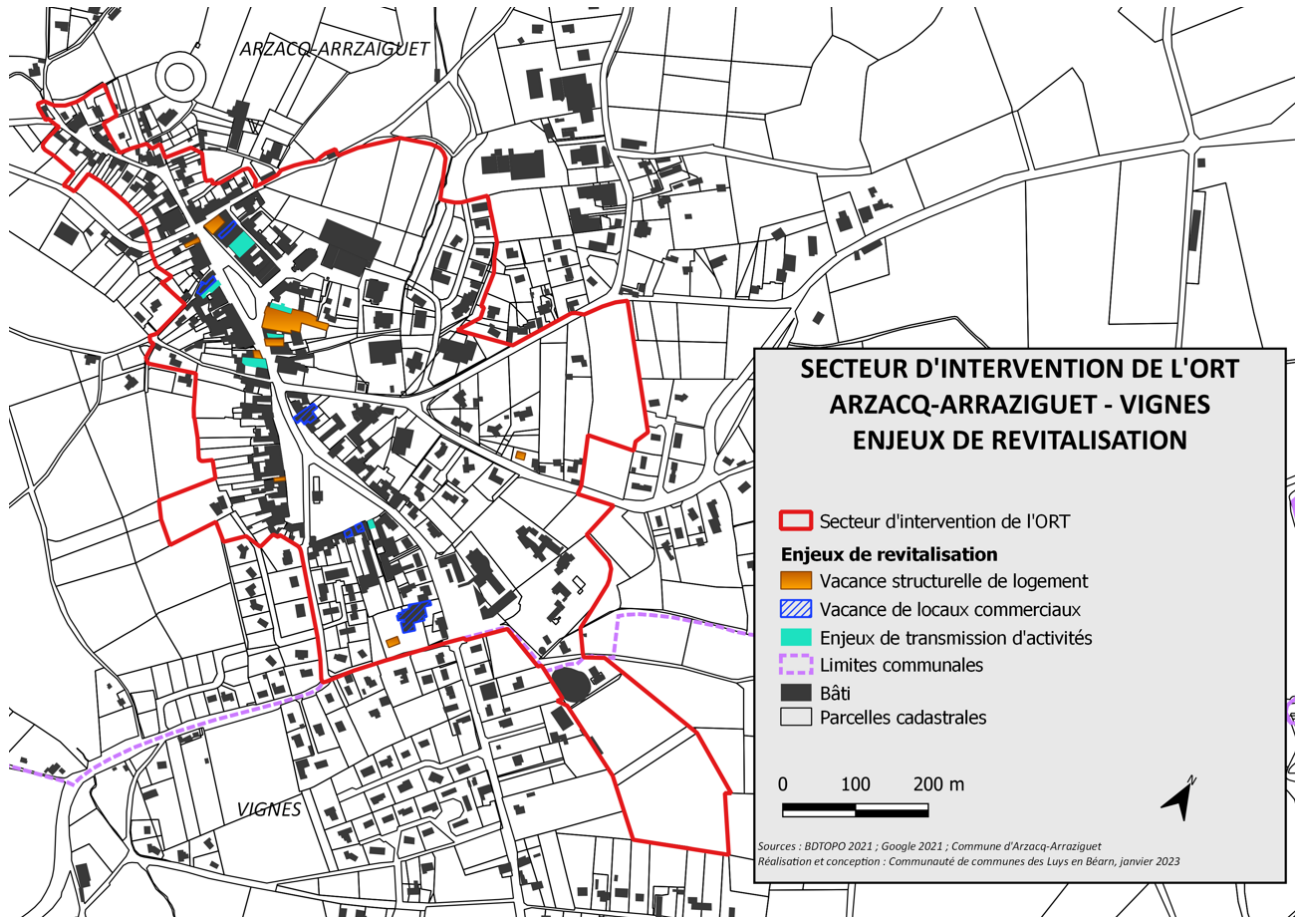 ARZACQ-ARRZAIGUET
SECTEUR D'INTERVENTION DE L'ORT
ARZACQ-ARRAZIGUET - VIGNES
ENJEUX DE REVITALISATION
Secteur d'intervention de l'ORT
Enjeux de revitalisation
Vacance structurelle de logement
Vacance de locaux commerciaux
Enjeux de transmission d'activités
Limites communales
Bâti
Parcelles cadastrales
0 100 200 m
N
Sources : BDTOPO 2021 ; Google 2021 ; Commune d'Arzacq-Arraziguet
Réalisation et conception : Communauté de communes des Luys en Béarn, janvier 2023
VIGNES